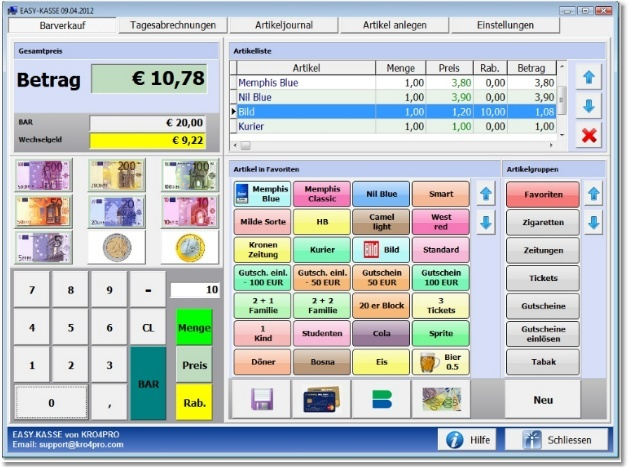 EASY-KASSE 09.04.2012
Barverkauf Tagesabrechnungen Artikeljournal Artikel anlegen Einstellungen
Gesamtpreis
Betrag € 10,78
BAR € 20,00
Wechselgeld € 9,22
Artikelliste
Artikel Menge Preis Rab. Betrag
Memphis Blue 1,00 3,80 0,00 3,80
Nil Blue 1,00 3,90 0,00 3,90
Bild 1,00 1,20 10,00 1,08
Kurier 1,00 1,00 0,00 1,00
500 200 100
50 20 10
5
7 8 9 - 10
4 5 6 CL Menge
1 2 3 BAR Preis
0 , Rab.
Artikel in Favoriten
Memphis Blue Memphis Classic Nil Blue Smart
Milde Sorte HB Camel light West red
Kronen Zeitung Kurier Bild Bild Standard
Gutsch. einl. - 100 EUR Gutsch. einl. - 50 EUR Gutschein 50 EUR Gutschein 100 EUR
2 + 1 Familie 2 + 2 Familie 20 er Block 3 Tickets
1 Kind Studenten Cola Sprite
Döner Bosna Eis Bier 0.5
Artikelgruppen
Favoriten
Zigaretten
Zeitungen
Tickets
Gutscheine
Gutscheine einlösen
Tabak
Neu
EASY-KASSE von KRO4PRO
Email: support@kro4pro.com
Hilfe Schliessen